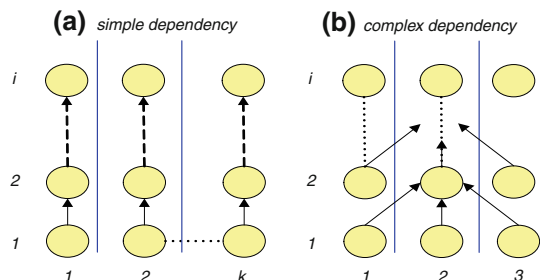 (a) simple dependency
(b) complex dependency
i
2
1
1 2 k
i
2
1
1 2 3